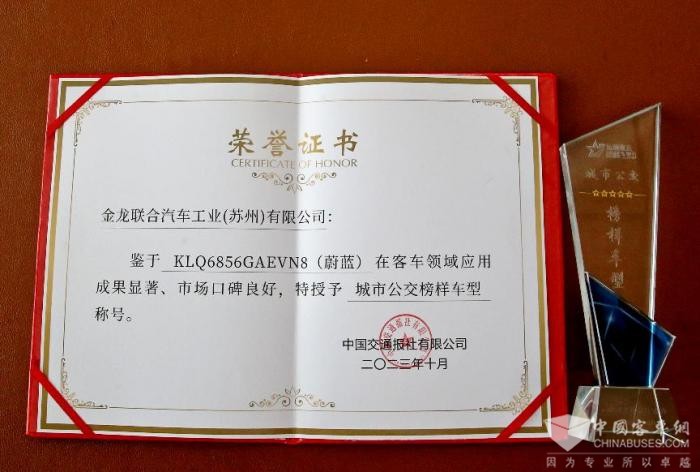 荣誉证书
CERTIFICATE OF HONOR
金龙联合汽车工业(苏州)有限公司:
鉴于 KLQ6856GAEVN8（蔚蓝）在客车领域应用
成果显著、市场口碑良好，特授予 城市公交榜样车型
称号。
中国交通报社有限公司
二〇二三年十月
城市公交
榜样车型
中国客车网
CHINABUSES.COM
因为专业所以卓越